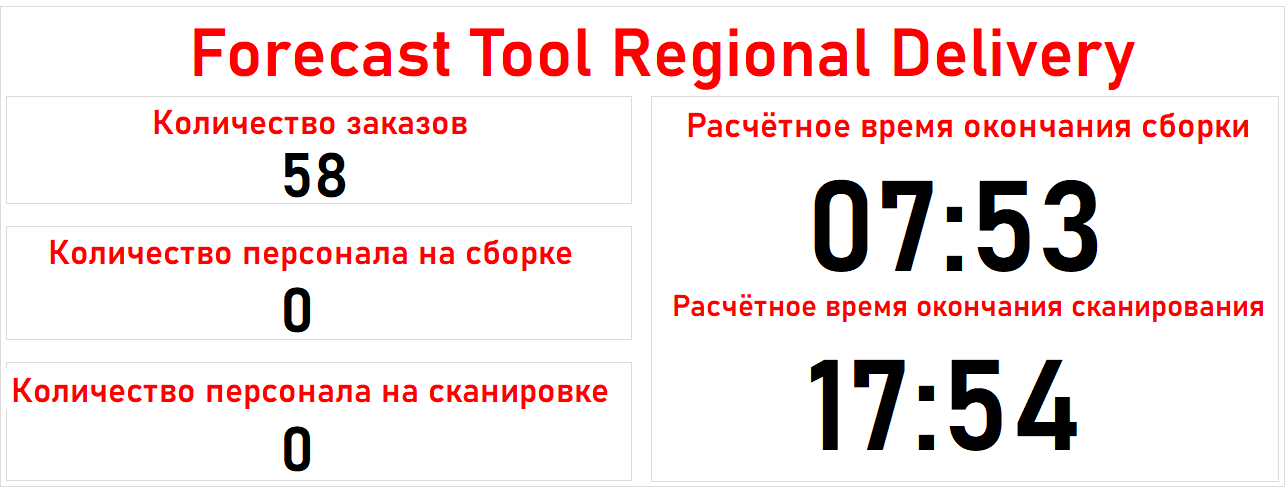 Forecast Tool Regional Delivery
Количество заказов
58
Количество персонала на сборке
0
Количество персонала на сканировке
0
Расчётное время окончания сборки
07:53
Расчётное время окончания сканирования
17:54